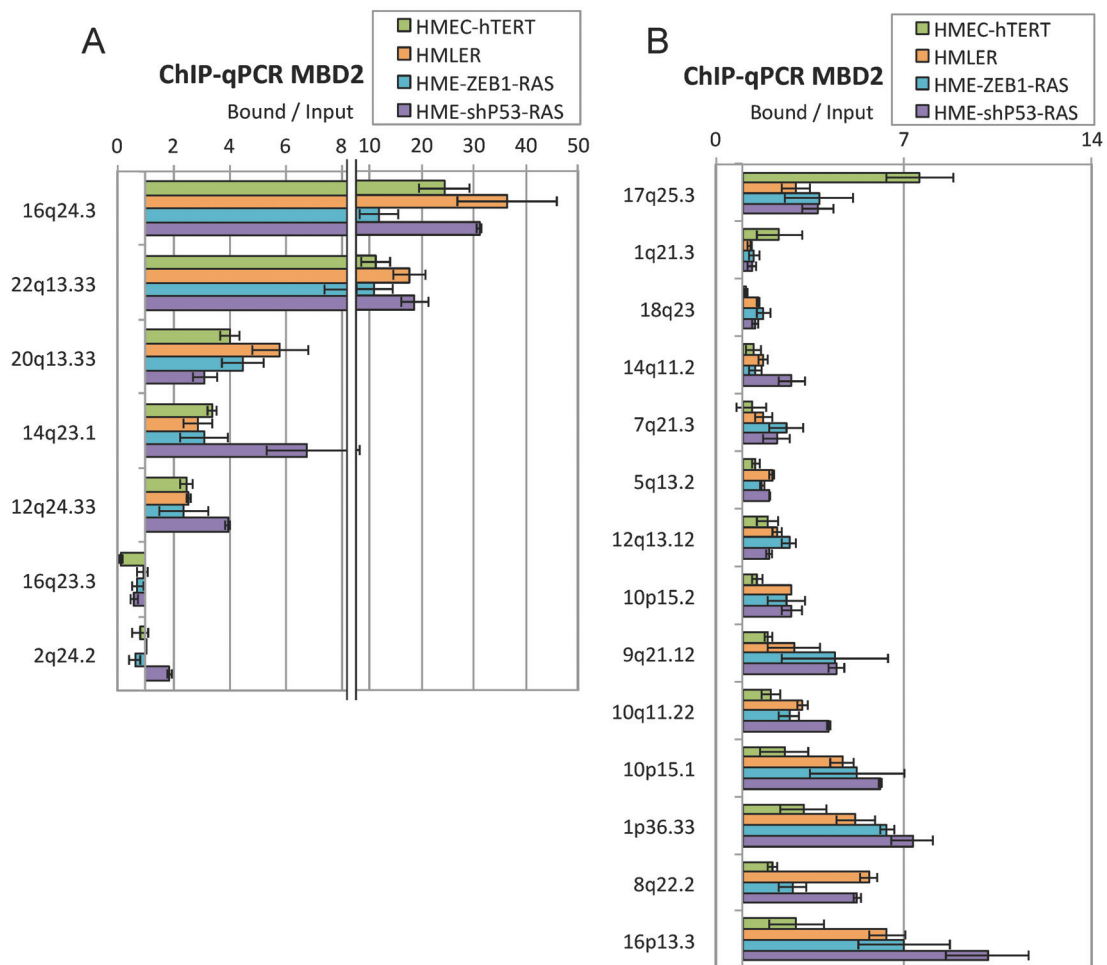 A
ChIP-qPCR MBD2
Bound / Input
HMEC-hTERT
HMLER
HME-ZEB1-RAS
HME-shP53-RAS
0 2 4 6 8 10 20 30 40 50
16q24.3
22q13.33
20q13.33
14q23.1
12q24.33
16q23.3
2q24.2
B
ChIP-qPCR MBD2
Bound / Input
HMEC-hTERT
HMLER
HME-ZEB1-RAS
HME-shP53-RAS
0 7 14
17q25.3
1q21.3
18q23
14q11.2
7q21.3
5q13.2
12q13.12
10p15.2
9q21.12
10q11.22
10p15.1
1p36.33
8q22.2
16p13.3